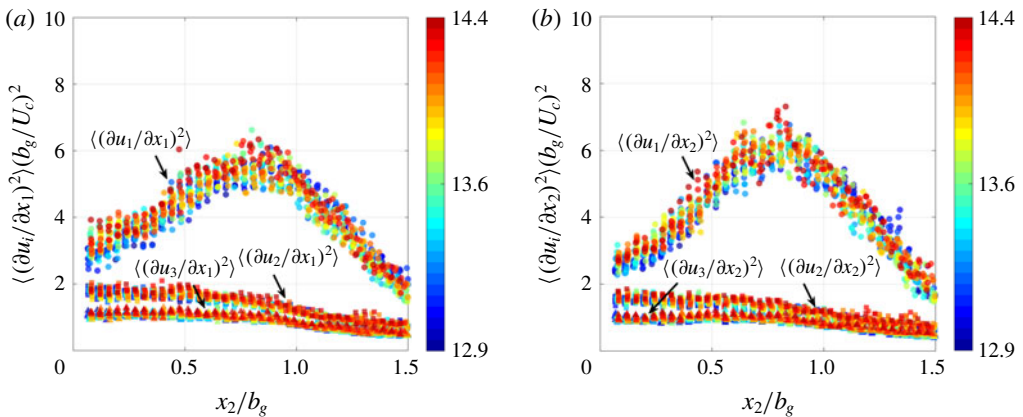 (a)
10
8
6
4
2
0
0.5
1.0
1.5
x₂/b_g
⟨(∂u_i/∂x₁)²⟩(b_g/U_c)²
⟨(∂u₁/∂x₁)²⟩
⟨(∂u₃/∂x₁)²⟩
⟨(∂u₂/∂x₁)²⟩
14.4
13.6
12.9
(b)
10
8
6
4
2
0
0.5
1.0
1.5
x₂/b_g
⟨(∂u_i/∂x₂)²⟩(b_g/U_c)²
⟨(∂u₁/∂x₂)²⟩
⟨(∂u₃/∂x₂)²⟩
⟨(∂u₂/∂x₂)²⟩
14.4
13.6
12.9